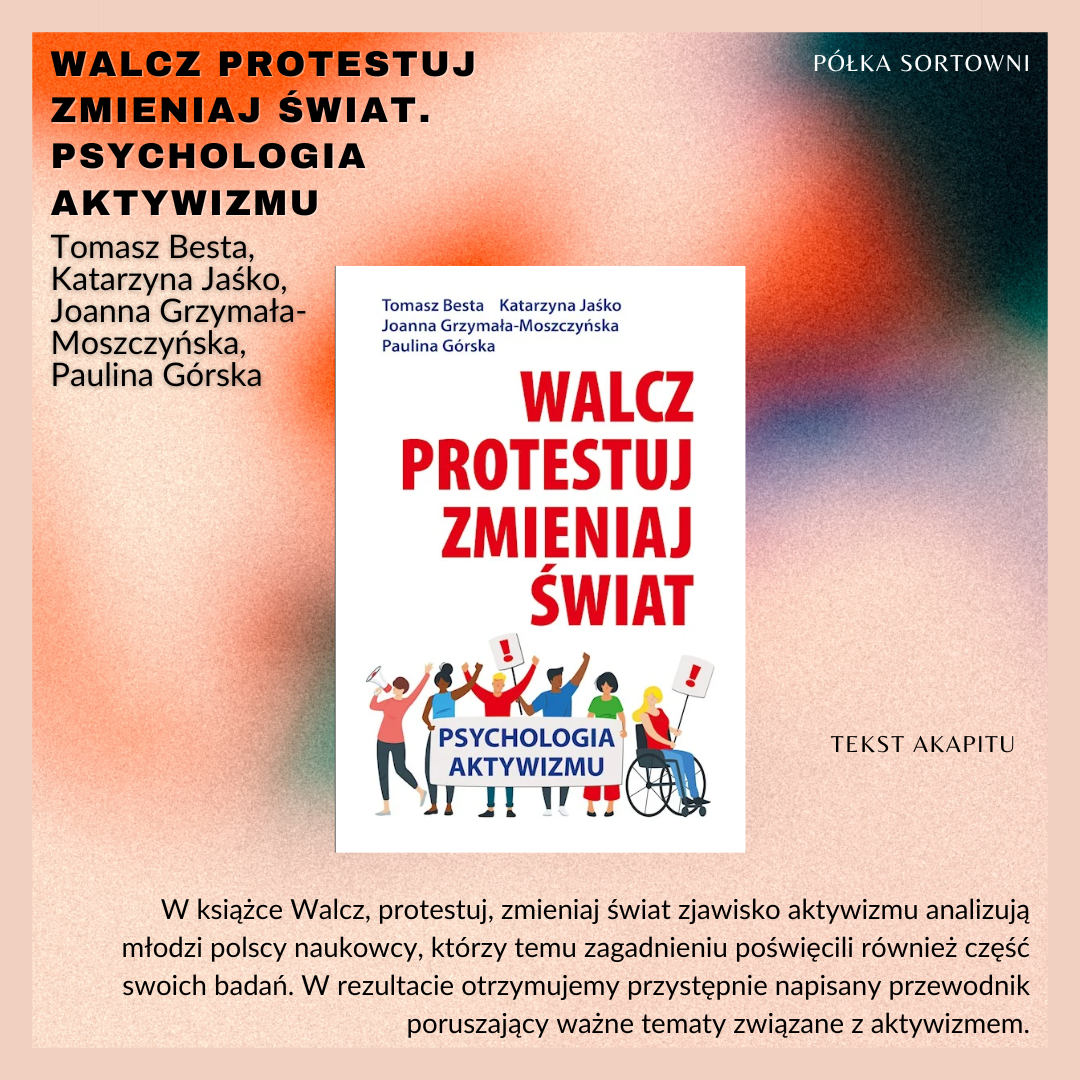 WALCZ PROTESTUJ
ZMIENIAJ ŚWIAT.
PSYCHOLOGIA
AKTYWIZMU
Tomasz Besta,
Katarzyna Jaśko,
Joanna Grzymała-
Moszczyńska,
Paulina Górska
PÓŁKA SORTOWNI
Tomasz Besta Katarzyna Jaśko
Joanna Grzymała-Moszczyńska
Paulina Górska
WALCZ
PROTESTUJ
ZMIENIAJ
ŚWIAT
!
!
PSYCHOLOGIA
AKTYWIZMU
TEKST AKAPITU
W książce Walcz, protestuj, zmieniaj świat zjawisko aktywizmu analizują
młodzi polscy naukowcy, którzy temu zagadnieniu poświęcili również część
swoich badań. W rezultacie otrzymujemy przystępnie napisany przewodnik
poruszający ważne tematy związane z aktywizmem.